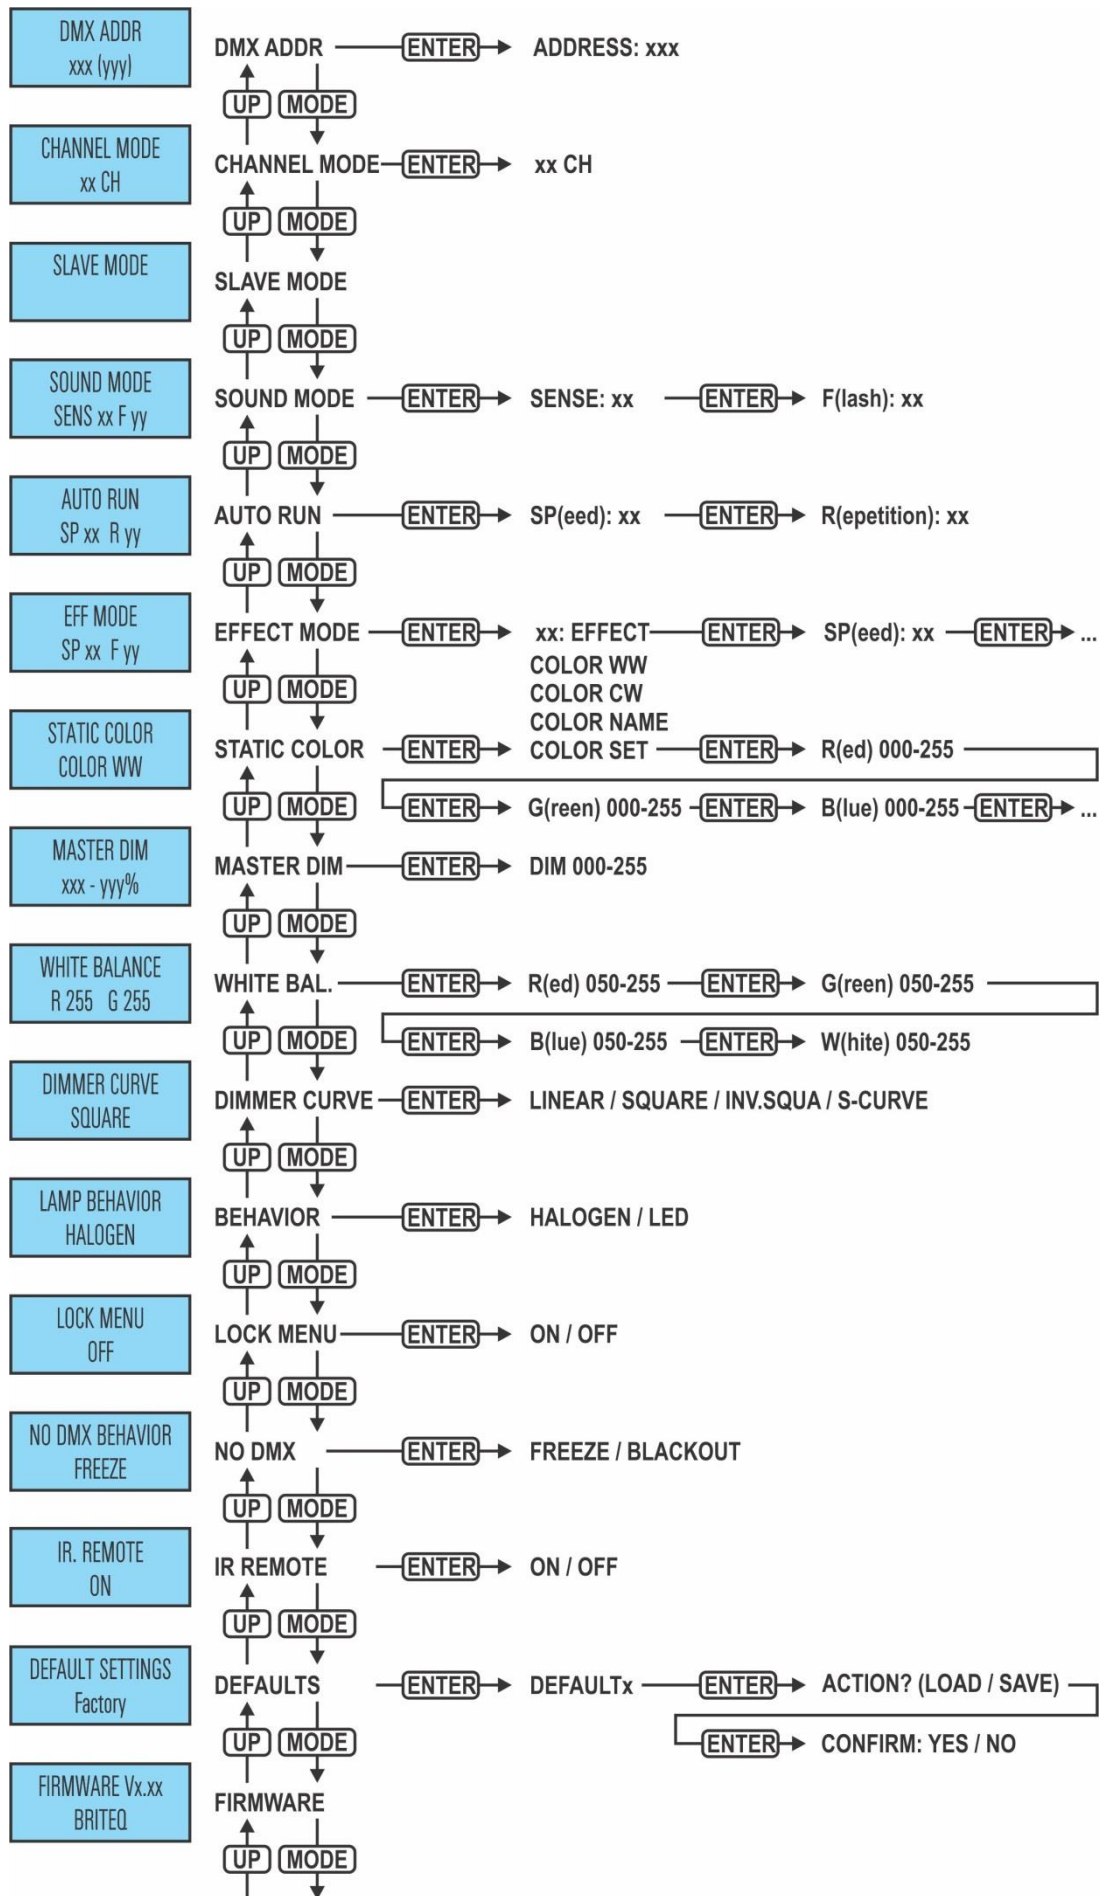 DMX ADDR
xxx (yyy)
DMX ADDR ENTER ADDRESS: xxx
UP MODE
CHANNEL MODE
xx CH
CHANNEL MODE ENTER xx CH
UP MODE
SLAVE MODE
SLAVE MODE
UP MODE
SOUND MODE
SENS xx F yy
SOUND MODE ENTER SENSE: xx ENTER F(lash): xx
UP MODE
AUTO RUN
SP xx R yy
AUTO RUN ENTER SP(eed): xx ENTER R(epetition): xx
UP MODE
EFF MODE
SP xx F yy
EFFECT MODE ENTER xx: EFFECT ENTER SP(eed): xx ENTER ...
COLOR WW
UP MODE
COLOR CW
COLOR NAME
STATIC COLOR
COLOR WW
STATIC COLOR ENTER COLOR SET ENTER R(ed) 000-255
UP MODE
ENTER G(reen) 000-255 ENTER B(lue) 000-255 ENTER ...
MASTER DIM
xxx - yyy%
MASTER DIM ENTER DIM 000-255
UP MODE
WHITE BALANCE
R 255 G 255
WHITE BAL. ENTER R(ed) 050-255 ENTER G(reen) 050-255
UP MODE
ENTER B(lue) 050-255 ENTER W(hite) 050-255
DIMMER CURVE
SQUARE
DIMMER CURVE ENTER LINEAR / SQUARE / INV.SQUA / S-CURVE
UP MODE
LAMP BEHAVIOR
HALOGEN
BEHAVIOR ENTER HALOGEN / LED
UP MODE
LOCK MENU
OFF
LOCK MENU ENTER ON / OFF
UP MODE
NO DMX BEHAVIOR
FREEZE
NO DMX ENTER FREEZE / BLACKOUT
UP MODE
IR. REMOTE
ON
IR REMOTE ENTER ON / OFF
UP MODE
DEFAULT SETTINGS
Factory
DEFAULTS ENTER DEFAULTx ENTER ACTION? (LOAD / SAVE)
UP MODE
ENTER CONFIRM: YES / NO
FIRMWARE Vx.xx
BRITEQ
FIRMWARE
UP MODE